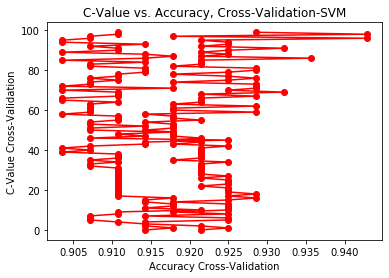 C-Value vs. Accuracy, Cross-Validation-SVM
100
80
60
40
20
0
C-Value Cross-Validation
0.905 0.910 0.915 0.920 0.925 0.930 0.935 0.940
Accuracy Cross-Validation